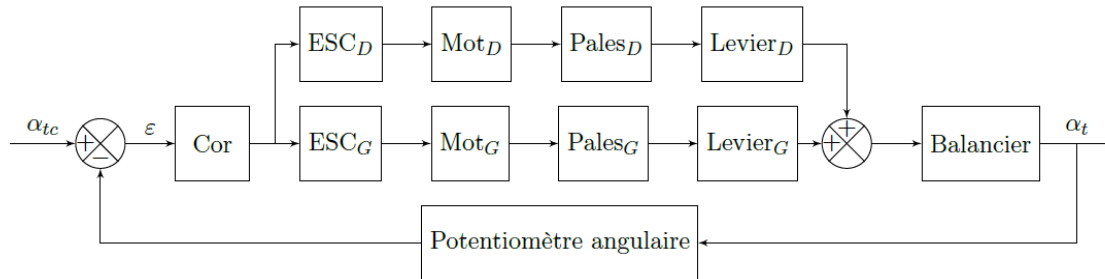 ESC_D Mot_D Pales_D Levier_D
α_tc + − ε Cor ESC_G Mot_G Pales_G Levier_G + + Balancier α_t
Potentiomètre angulaire